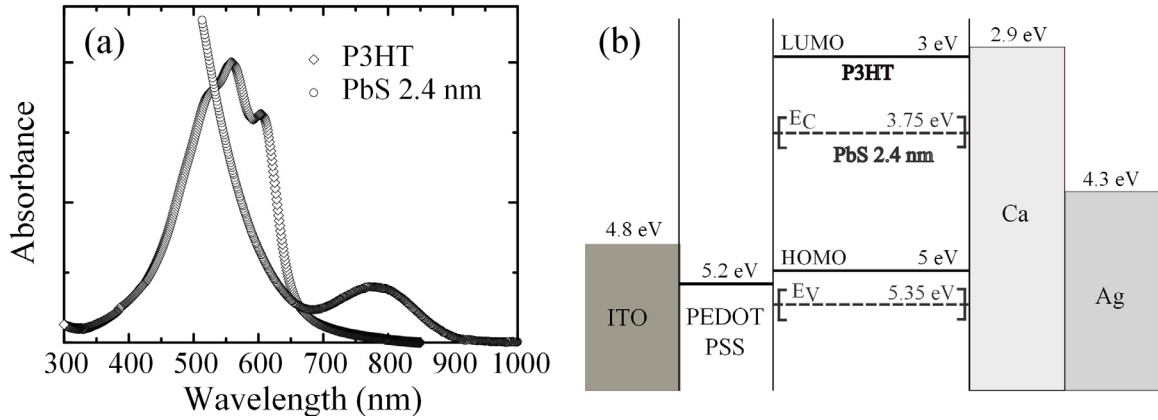 (a)
P3HT
PbS 2.4 nm
Absorbance
300 400 500 600 700 800 900 1000
Wavelength (nm)
(b)
LUMO 3 eV
P3HT
EC 3.75 eV
PbS 2.4 nm
HOMO 5 eV
EV 5.35 eV
4.8 eV
ITO
5.2 eV
PEDOT
PSS
2.9 eV
Ca
4.3 eV
Ag